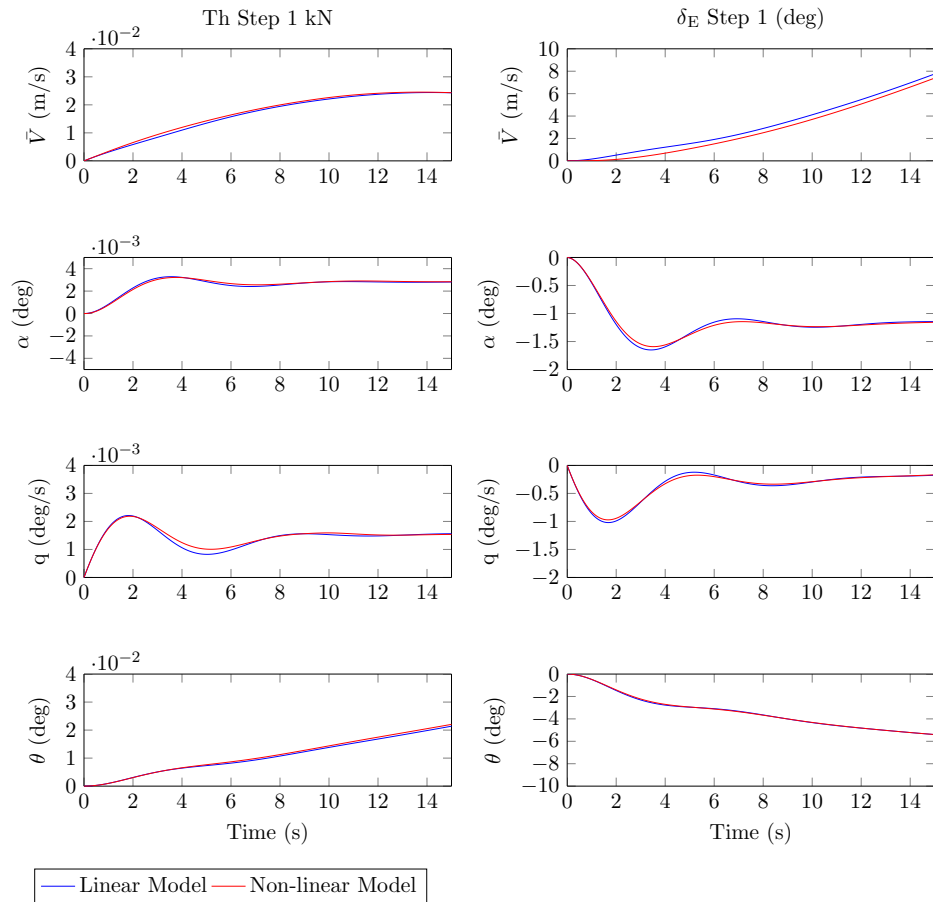 Th Step 1 kN
δE Step 1 (deg)
·10−2
4
3
2
1
0
V̄ (m/s)
0 2 4 6 8 10 12 14
10
8
6
4
2
0
V̄ (m/s)
0 2 4 6 8 10 12 14
·10−3
4
2
0
−2
−4
α (deg)
0 2 4 6 8 10 12 14
0
−0.5
−1
−1.5
−2
α (deg)
0 2 4 6 8 10 12 14
·10−3
4
3
2
1
0
q (deg/s)
0 2 4 6 8 10 12 14
0
−0.5
−1
−1.5
−2
q (deg/s)
0 2 4 6 8 10 12 14
·10−2
4
3
2
1
0
θ (deg)
0 2 4 6 8 10 12 14
Time (s)
0
−2
−4
−6
−8
−10
θ (deg)
0 2 4 6 8 10 12 14
Time (s)
Linear Model Non-linear Model